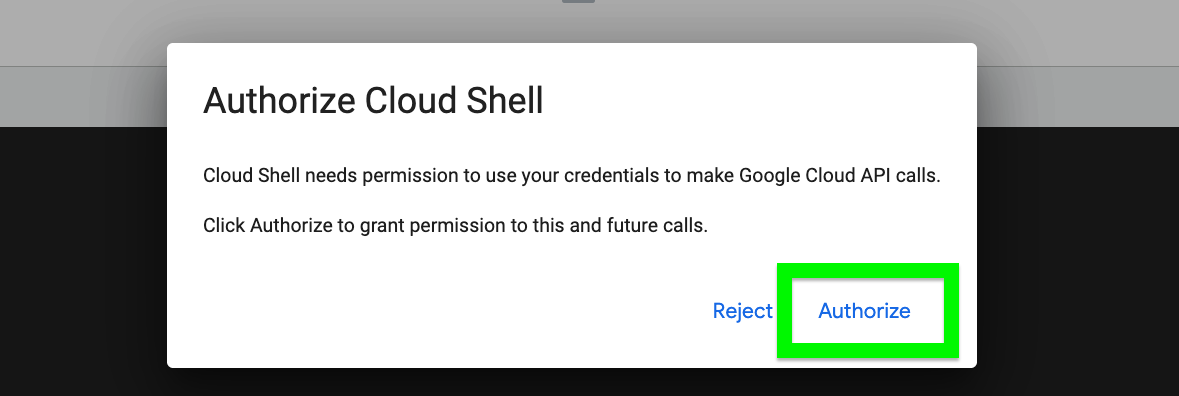 Authorize Cloud Shell
Cloud Shell needs permission to use your credentials to make Google Cloud API calls.
Click Authorize to grant permission to this and future calls.
Reject Authorize